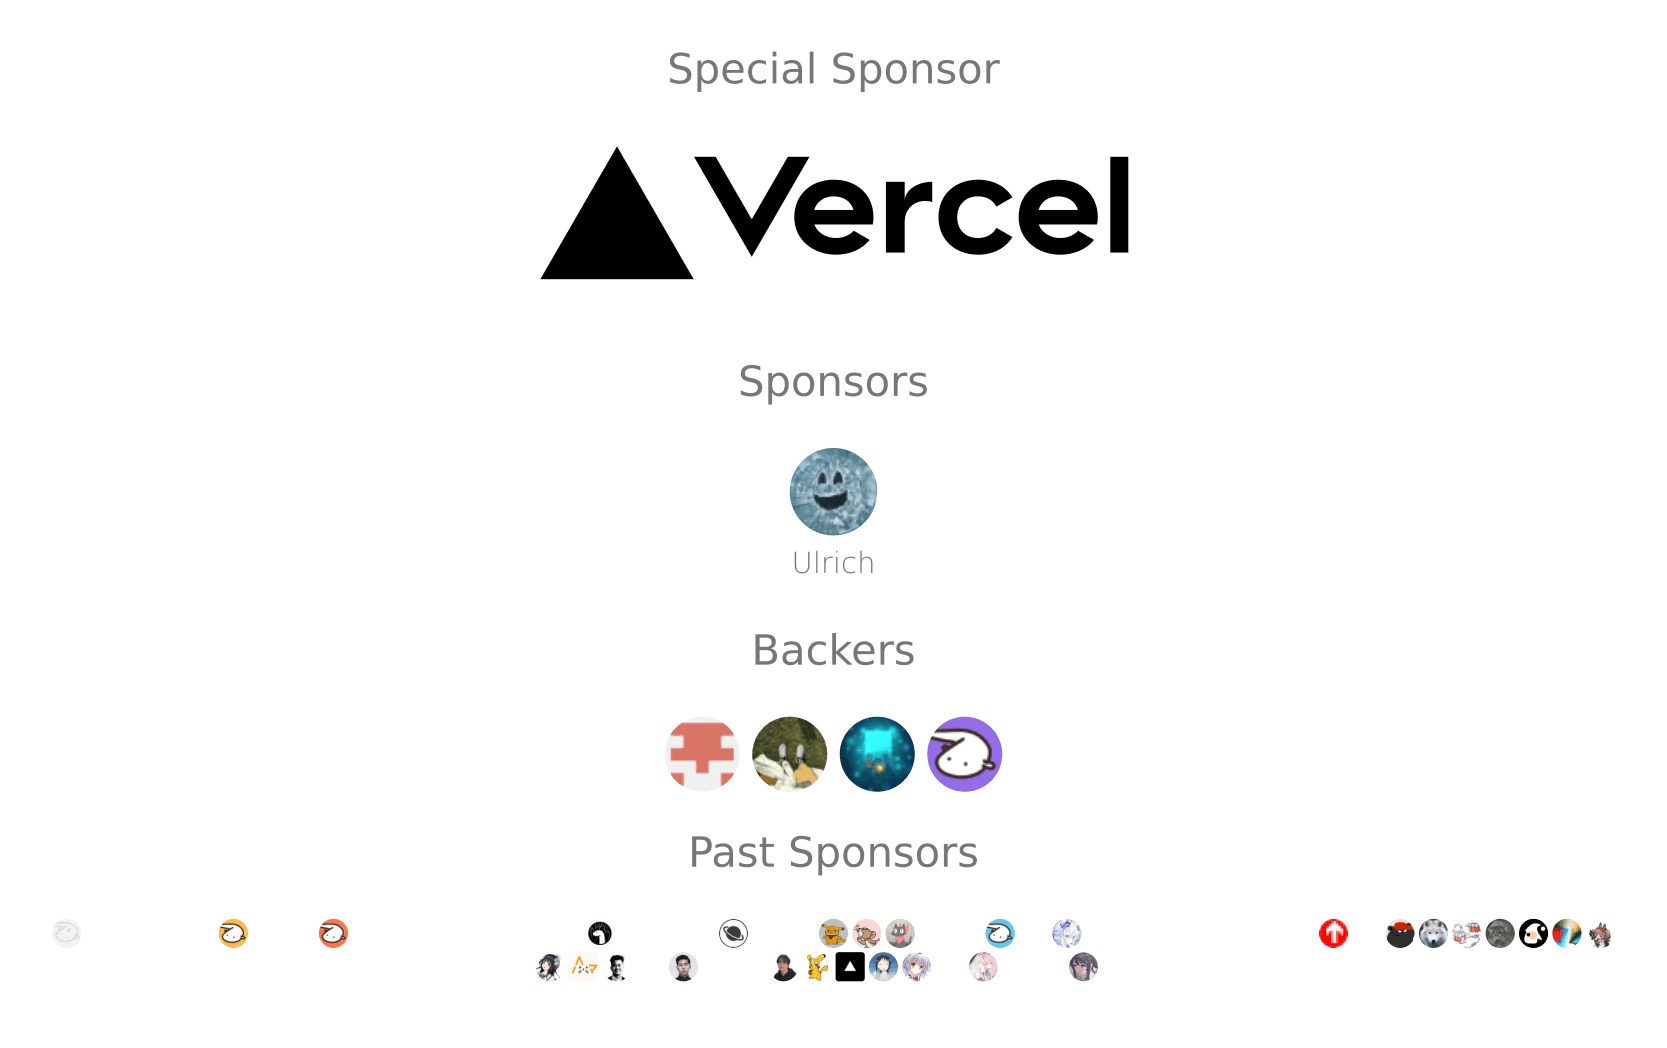 Special Sponsor
Vercel
Sponsors
Ulrich
Backers
Past Sponsors